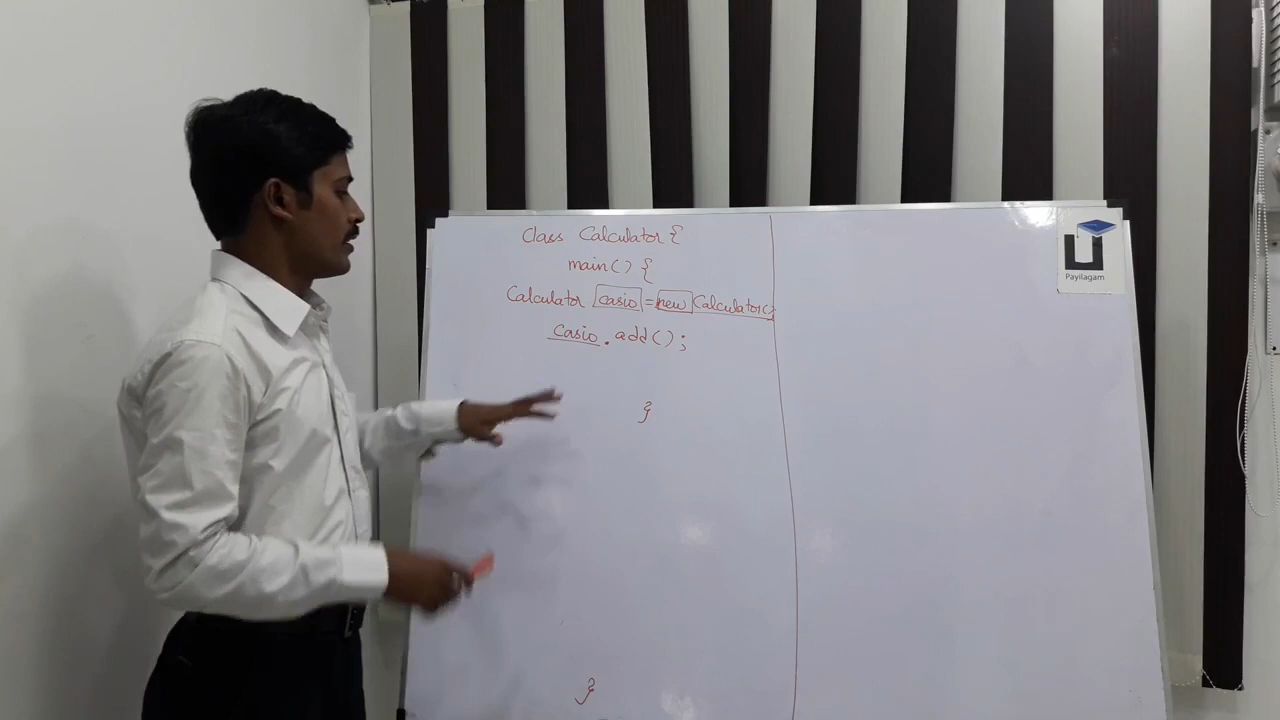 class Calculator {
main() {
Calculator casio = new Calculator();
casio.add();
}
}
Payilagam